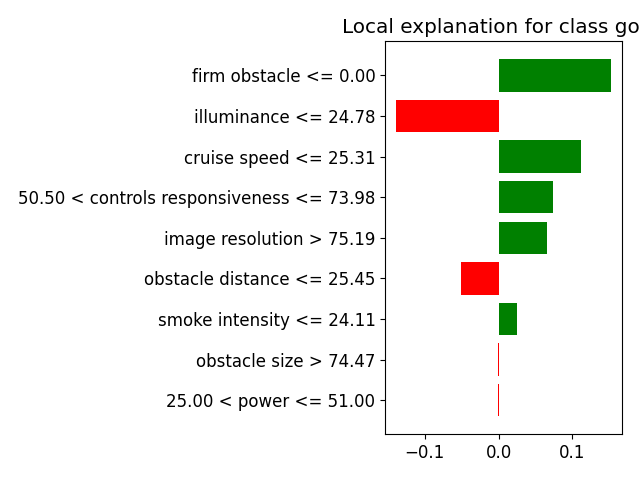 Local explanation for class go
firm obstacle <= 0.00
illuminance <= 24.78
cruise speed <= 25.31
50.50 < controls responsiveness <= 73.98
image resolution > 75.19
obstacle distance <= 25.45
smoke intensity <= 24.11
obstacle size > 74.47
25.00 < power <= 51.00
−0.1 0.0 0.1